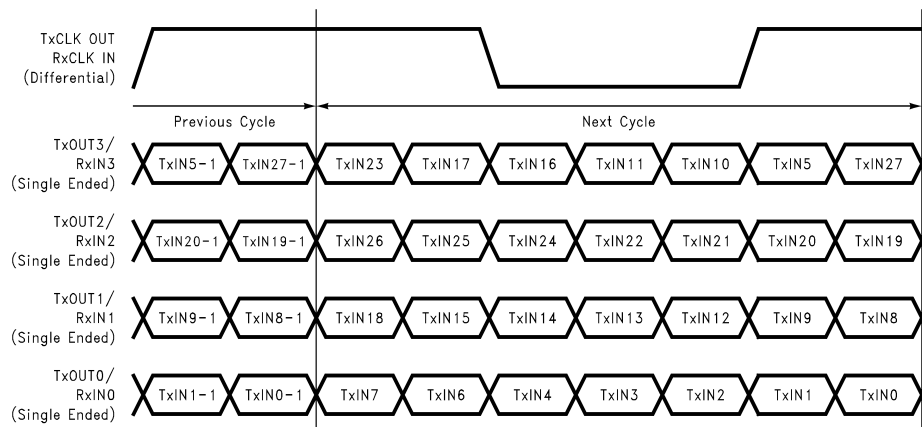 TxCLK OUT
RxCLK IN
(Differential)
Previous Cycle
Next Cycle
TxOUT3/
RxIN3
(Single Ended)
TxIN5-1 TxIN27-1 TxIN23 TxIN17 TxIN16 TxIN11 TxIN10 TxIN5 TxIN27
TxOUT2/
RxIN2
(Single Ended)
TxIN20-1 TxIN19-1 TxIN26 TxIN25 TxIN24 TxIN22 TxIN21 TxIN20 TxIN19
TxOUT1/
RxIN1
(Single Ended)
TxIN9-1 TxIN8-1 TxIN18 TxIN15 TxIN14 TxIN13 TxIN12 TxIN9 TxIN8
TxOUT0/
RxIN0
(Single Ended)
TxIN1-1 TxIN0-1 TxIN7 TxIN6 TxIN4 TxIN3 TxIN2 TxIN1 TxIN0